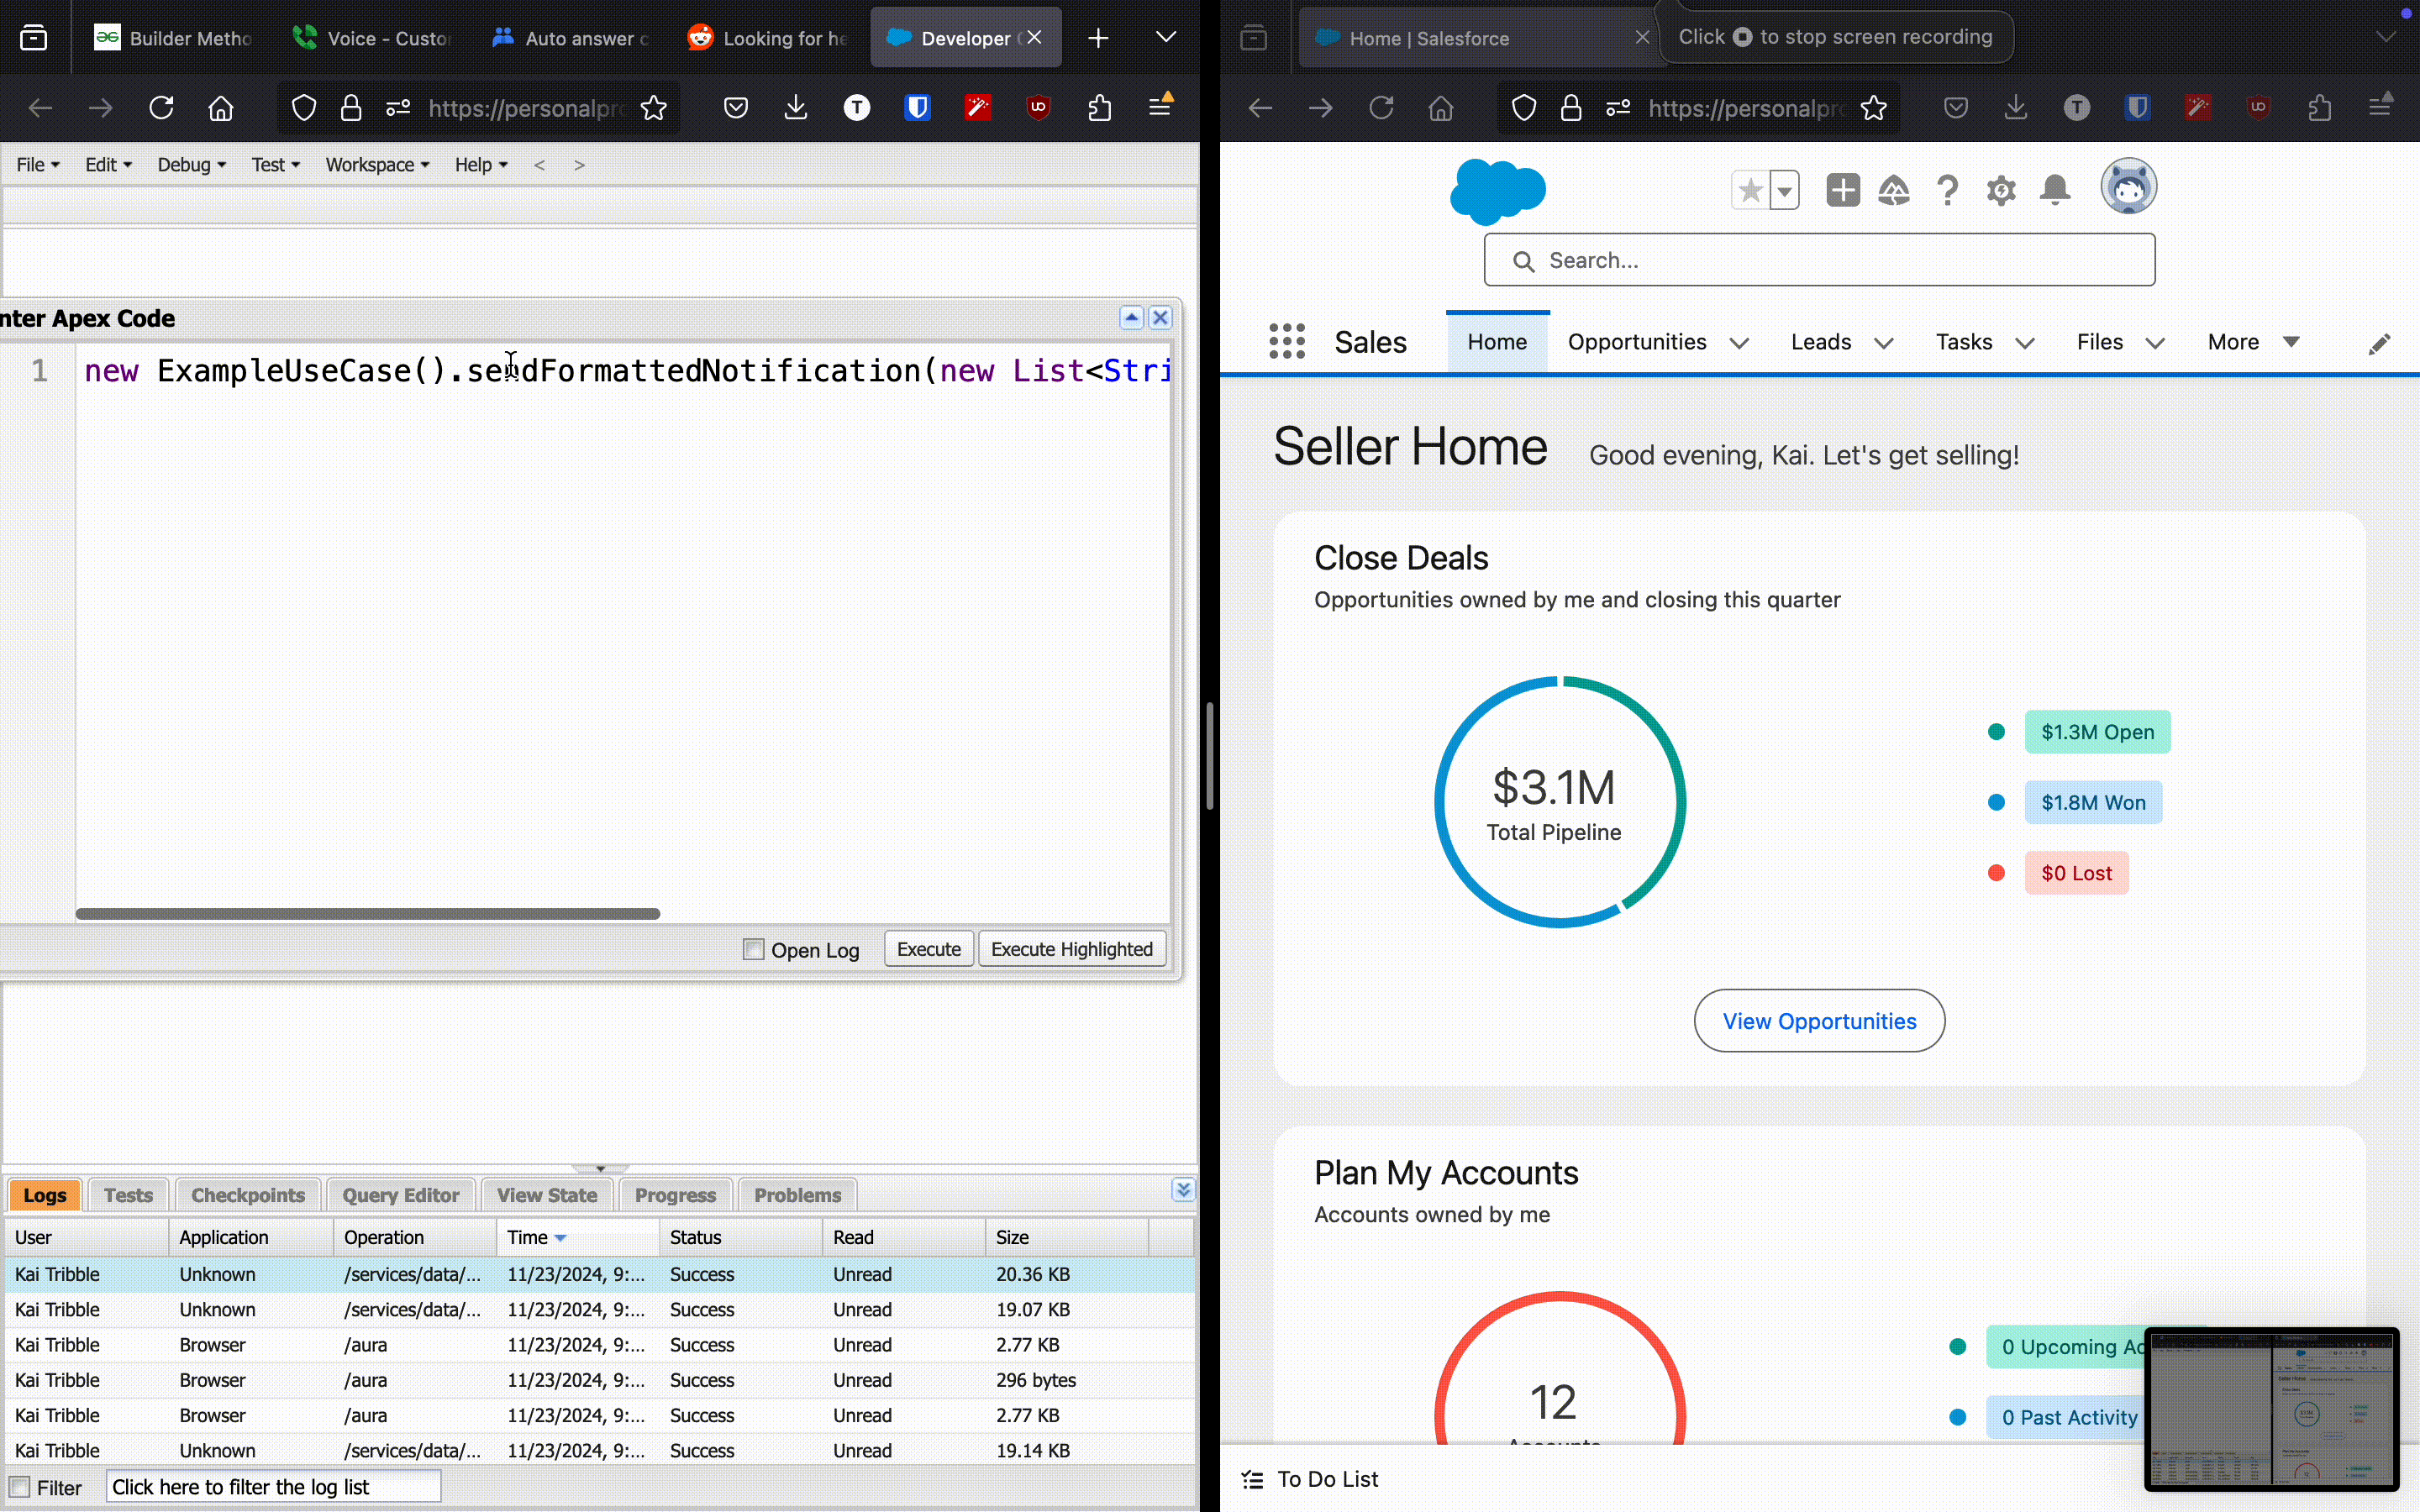 Builder Metho
Voice - Custor
Auto answer c
Looking for he
Developer
https://personalpro
File Edit Debug Test Workspace Help < >
nter Apex Code
1 new ExampleUseCase().sendFormattedNotification(new List<Stri
Open Log Execute Execute Highlighted
Logs Tests Checkpoints Query Editor View State Progress Problems
User Application Operation Time Status Read Size
Kai Tribble Unknown /services/data/... 11/23/2024, 9:... Success Unread 20.36 KB
Kai Tribble Unknown /services/data/... 11/23/2024, 9:... Success Unread 19.07 KB
Kai Tribble Browser /aura 11/23/2024, 9:... Success Unread 2.77 KB
Kai Tribble Browser /aura 11/23/2024, 9:... Success Unread 296 bytes
Kai Tribble Browser /aura 11/23/2024, 9:... Success Unread 2.77 KB
Kai Tribble Unknown /services/data/... 11/23/2024, 9:... Success Unread 19.14 KB
Filter Click here to filter the log list
Home | Salesforce
Click to stop screen recording
https://personalpro
Search...
Sales Home Opportunities Leads Tasks Files More
Seller Home Good evening, Kai. Let's get selling!
Close Deals
Opportunities owned by me and closing this quarter
$3.1M
Total Pipeline
$1.3M Open
$1.8M Won
$0 Lost
View Opportunities
Plan My Accounts
Accounts owned by me
12
Accounts
0 Upcoming Ac
0 Past Activity
To Do List